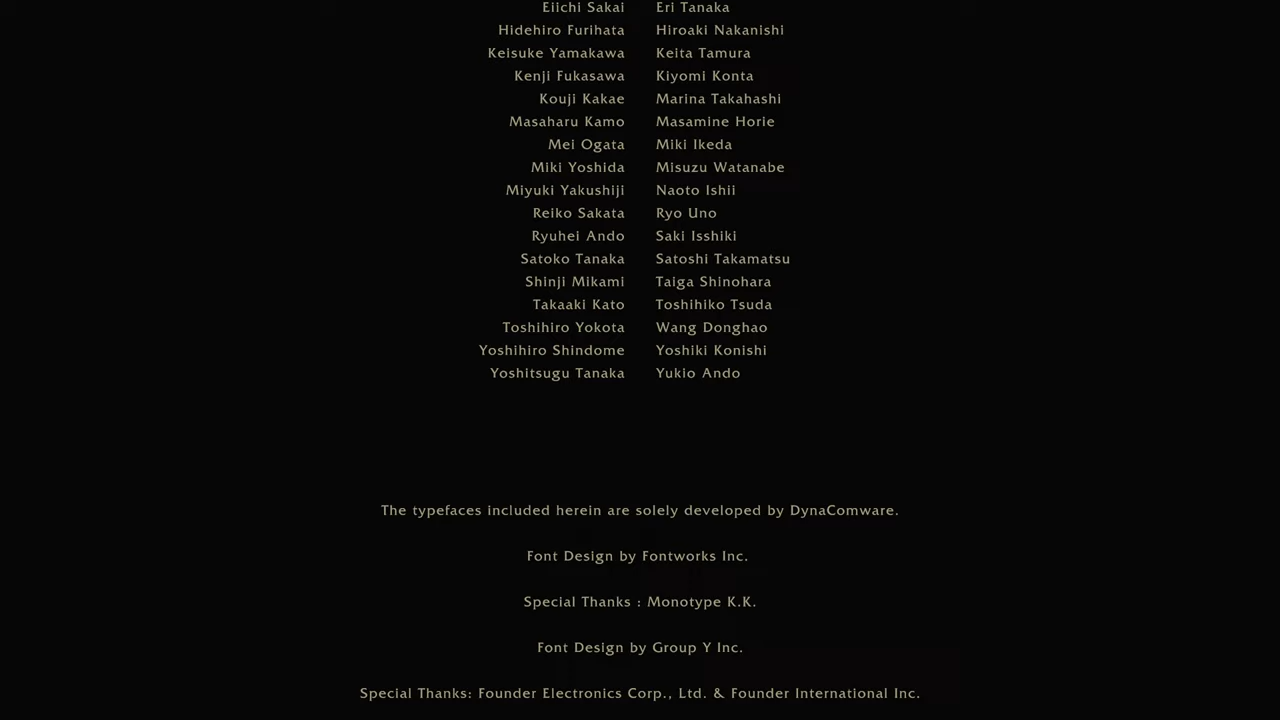 Eiichi Sakai Eri Tanaka
Hidehiro Furihata Hiroaki Nakanishi
Keisuke Yamakawa Keita Tamura
Kenji Fukasawa Kiyomi Konta
Kouji Kakae Marina Takahashi
Masaharu Kamo Masamine Horie
Mei Ogata Miki Ikeda
Miki Yoshida Misuzu Watanabe
Miyuki Yakushiji Naoto Ishii
Reiko Sakata Ryo Uno
Ryuhei Ando Saki Isshiki
Satoko Tanaka Satoshi Takamatsu
Shinji Mikami Taiga Shinohara
Takaaki Kato Toshihiko Tsuda
Toshihiro Yokota Wang Donghao
Yoshihiro Shindome Yoshiki Konishi
Yoshitsugu Tanaka Yukio Ando
The typefaces included herein are solely developed by DynaComware.
Font Design by Fontworks Inc.
Special Thanks : Monotype K.K.
Font Design by Group Y Inc.
Special Thanks: Founder Electronics Corp., Ltd. & Founder International Inc.